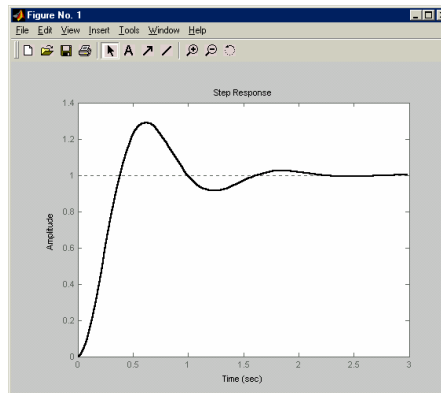 Figure No. 1
File Edit View Insert Tools Window Help
A
Step Response
1.4
1.2
1
0.8
0.6
0.4
0.2
0
Amplitude
0 0.5 1 1.5 2 2.5 3
Time (sec)